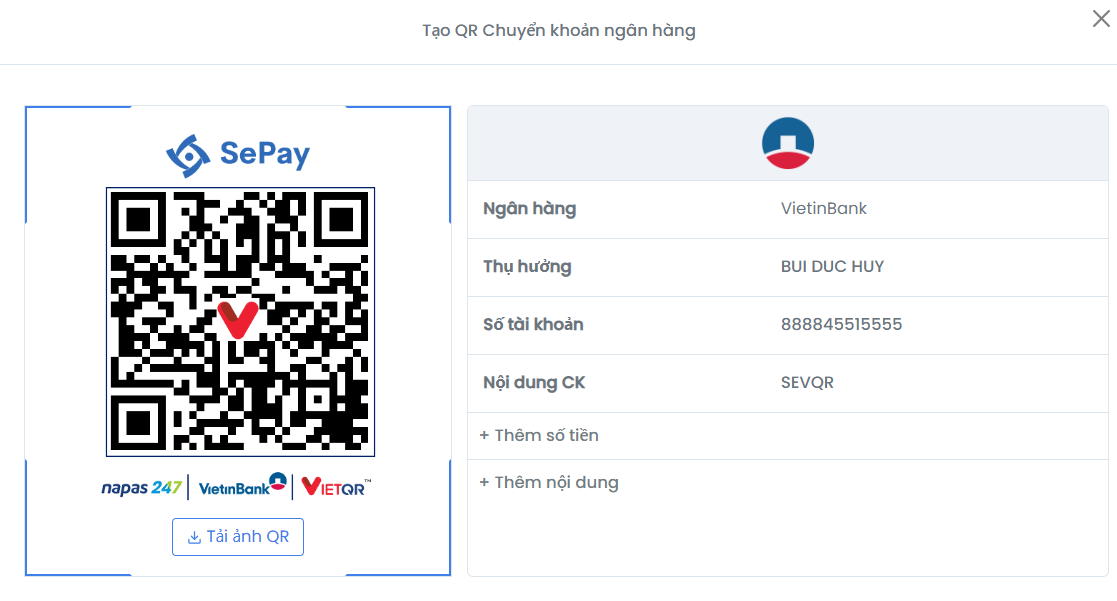 Tạo QR Chuyển khoản ngân hàng
SePay
napas 247 | VietinBank | VIETQR™
Tải ảnh QR
Ngân hàng VietinBank
Thụ hưởng BUI DUC HUY
Số tài khoản 888845515555
Nội dung CK SEVQR
+ Thêm số tiền
+ Thêm nội dung